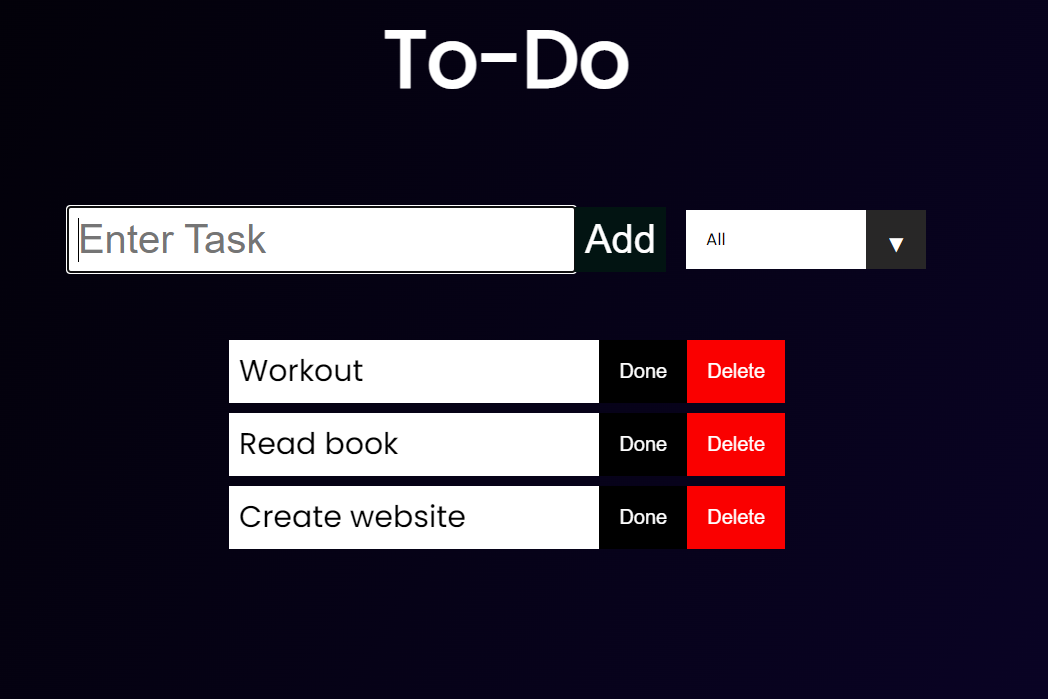 To-Do
Enter Task Add All ▼
Workout Done Delete
Read book Done Delete
Create website Done Delete